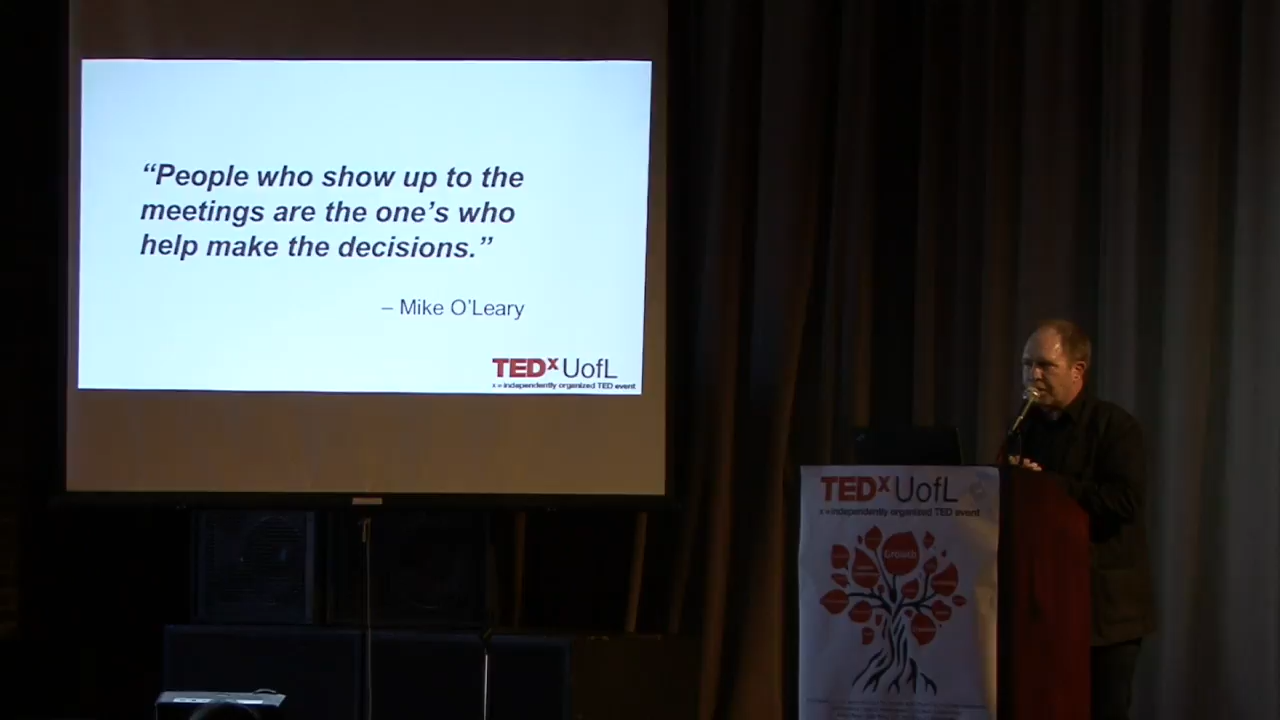 “People who show up to the
meetings are the one’s who
help make the decisions.”
– Mike O’Leary
TEDx UofL
x = independently organized TED event
TEDx UofL
x = independently organized TED event
Growth